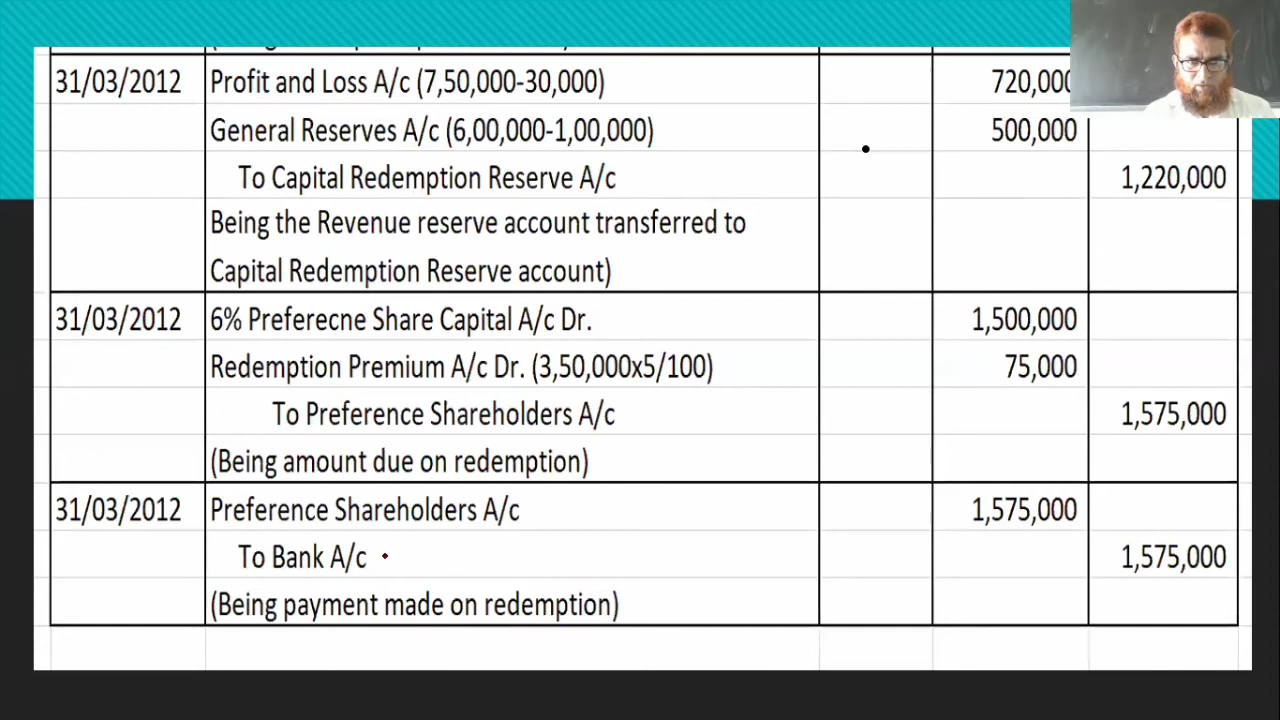 31/03/2012 Profit and Loss A/c (7,50,000-30,000) 720,000
General Reserves A/c (6,00,000-1,00,000) 500,000
To Capital Redemption Reserve A/c 1,220,000
Being the Revenue reserve account transferred to
Capital Redemption Reserve account)
31/03/2012 6% Preferecne Share Capital A/c Dr. 1,500,000
Redemption Premium A/c Dr. (3,50,000x5/100) 75,000
To Preference Shareholders A/c 1,575,000
(Being amount due on redemption)
31/03/2012 Preference Shareholders A/c 1,575,000
To Bank A/c 1,575,000
(Being payment made on redemption)